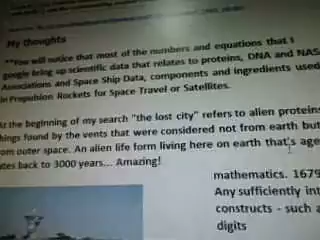 My thoughts
**You will notice that most of the numbers and equations that I
google bring up scientific data that relates to proteins, DNA and NAS
Associations and Space Ship Data, components and ingredients used
in Propulsion Rockets for Space Travel or Satellites.
At the beginning of my search "the lost city" refers to alien proteins
hings found by the vents that were considered not from earth but
rom outer space. An alien life form living here on earth that's age
ates back to 3000 years... Amazing!
mathematics. 1679
Any sufficiently int
constructs - such a
digits